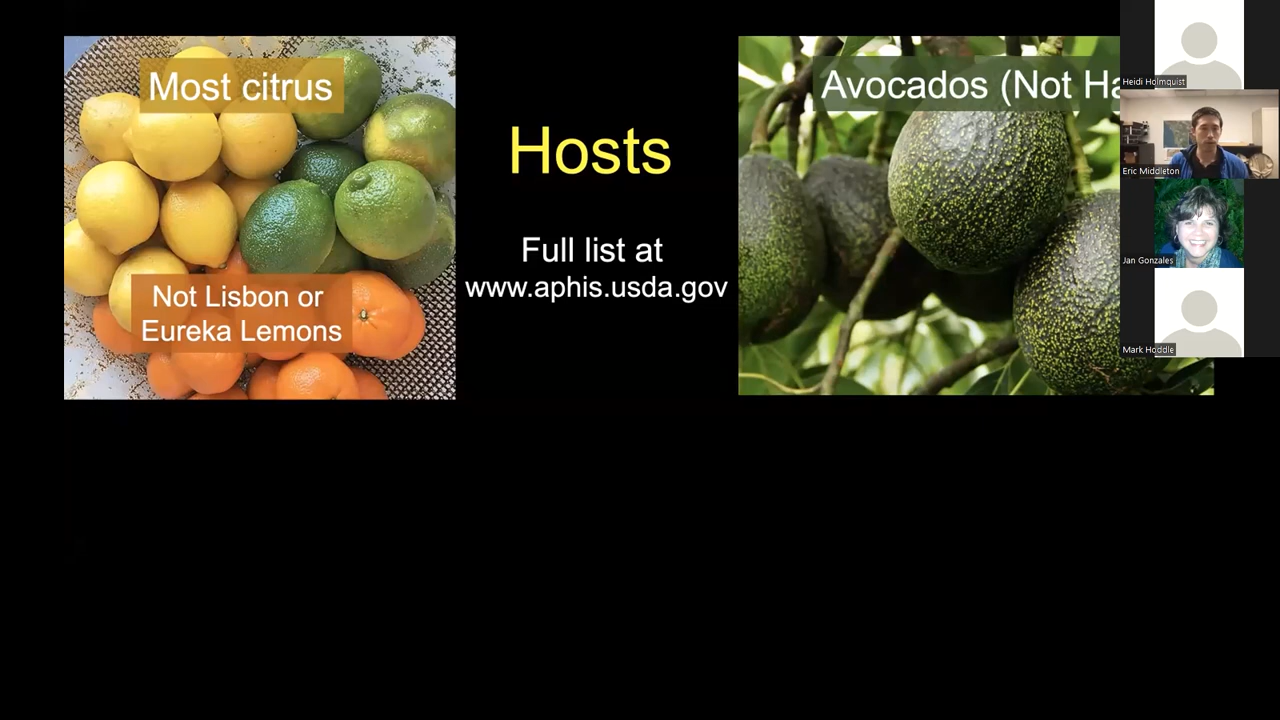 Most citrus
Not Lisbon or
Eureka Lemons
Hosts
Full list at
www.aphis.usda.gov
Avocados (Not Ha
Heidi Holmquist
Eric Middleton
Jan Gonzales
Mark Hoddle